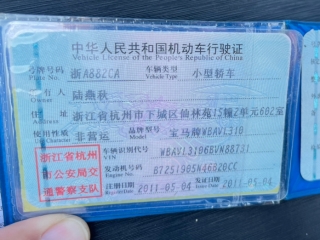 中华人民共和国机动车行驶证
Vehicle License of the People's Republic of China
号牌号码 浙A882CA 车辆类型 小型轿车
Plate No. Vehicle Type
所有人 陆燕秋
Owner
住址 浙江省杭州市下城区仙林苑15幢2单元602室
Address
使用性质 非营运 品牌型号 宝马牌WBAVL310
Model
浙江省杭州
市公安局交
通警察支队
车辆识别代号 WBAVL3106BVN88731
VIN
发动机号码
Engine No.
注册日期 2011-05-04 发证日期 2011-05-04
Register Date Issue Date